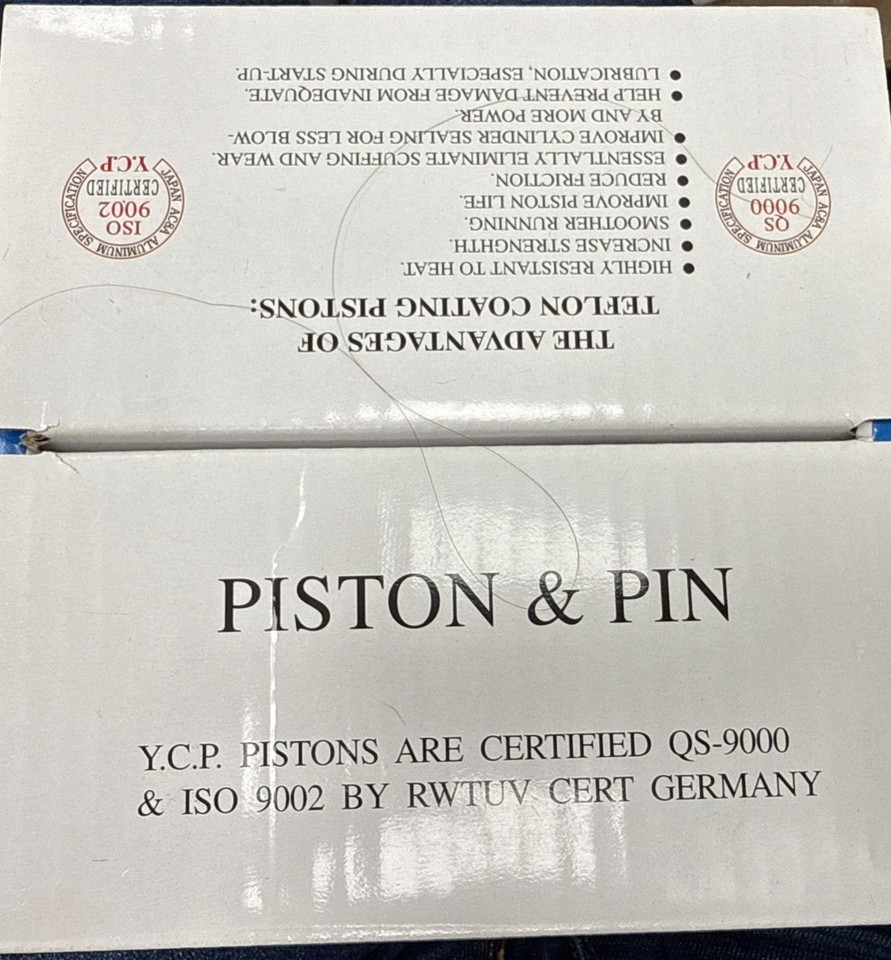 THE ADVANTAGES OF
TEFLON COATING PISTONS:
● HIGHLY RESISTANT TO HEAT.
● INCREASE STRENGHTH.
● SMOOTHER RUNNING.
● IMPROVE PISTON LIFE.
● REDUCE FRICTION.
● ESSENTLALLY ELIMINATE SCUFFING AND WEAR.
● IMPROVE CYLINDER SEALING FOR LESS BLOW-
BY AND MORE POWER.
● HELP PREVENT DAMAGE FROM INADEQUATE.
● LUBRICATION, ESPECIALLY DURING START-UP.
JAPAN AC8A ALUMINUM SPECIFICATION
QS
9000
CERTIFIED
Y.C.P
JAPAN AC8A ALUMINUM SPECIFICATION
ISO
9002
CERTIFIED
Y.C.P
PISTON & PIN
Y.C.P. PISTONS ARE CERTIFIED QS-9000
& ISO 9002 BY RWTUV CERT GERMANY